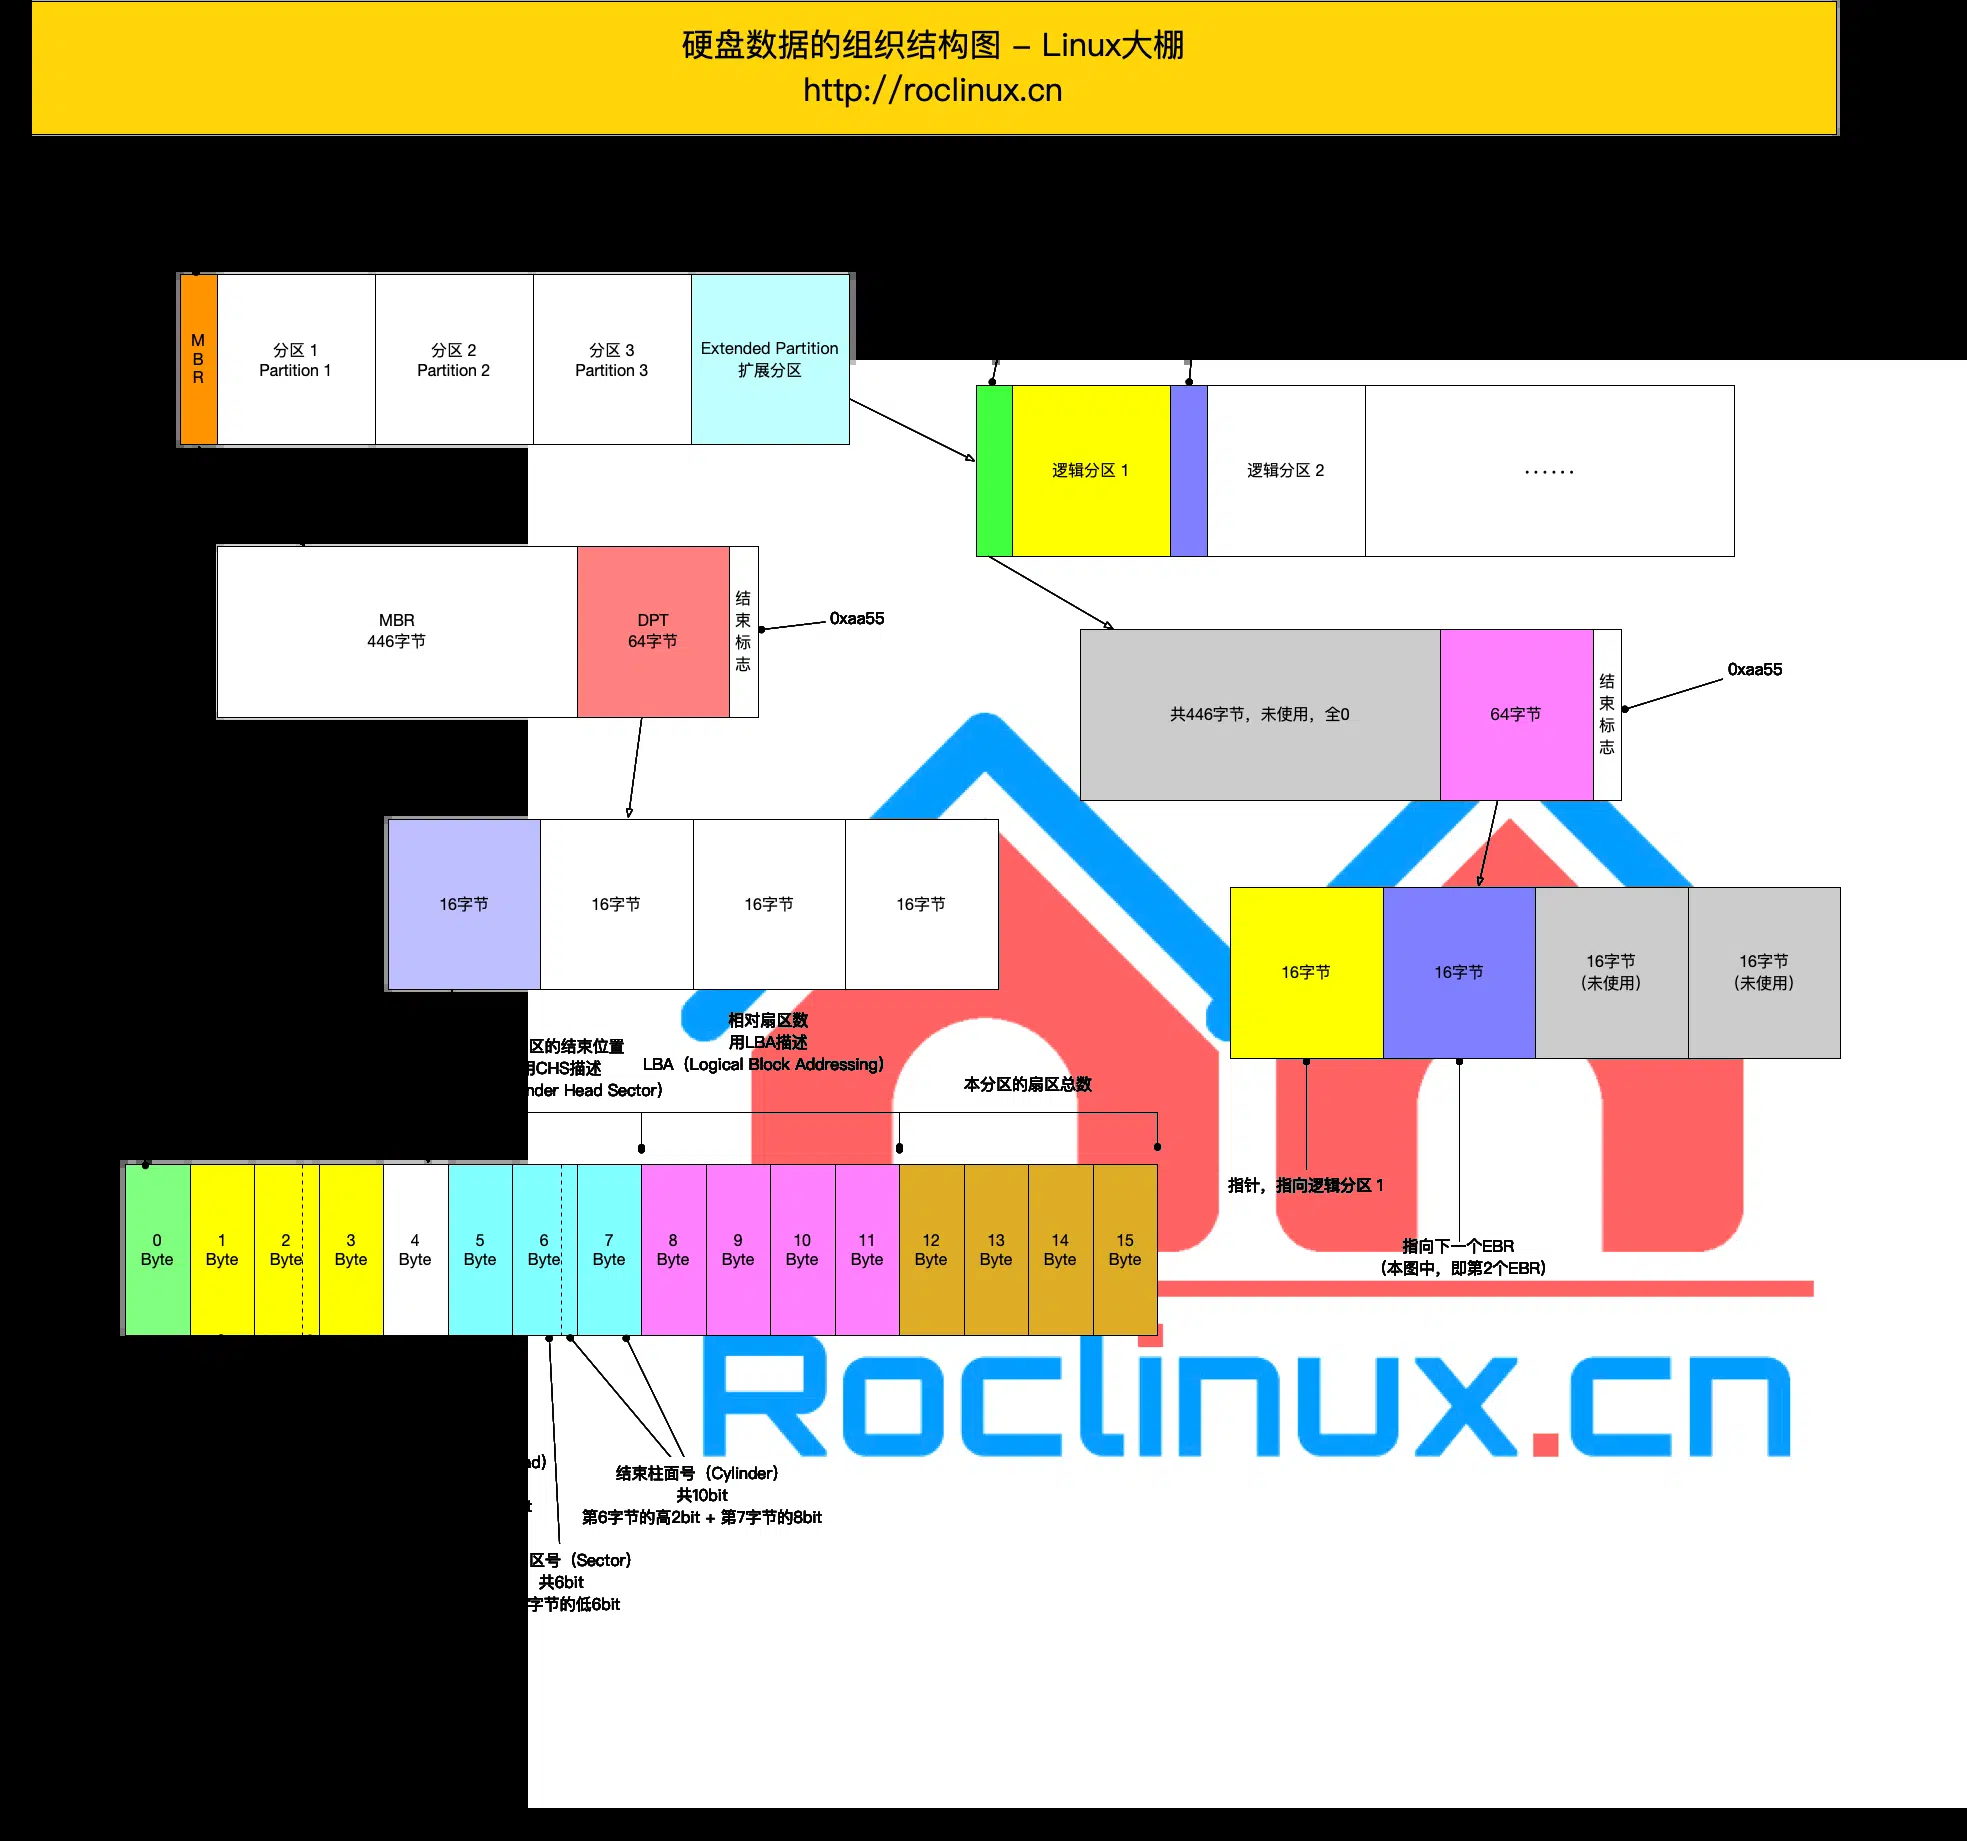 硬盘数据的组织结构图 – Linux大棚
http://roclinux.cn
M
B
R
分区 1
Partition 1
分区 2
Partition 2
分区 3
Partition 3
Extended Partition
扩展分区
逻辑分区 1
逻辑分区 2
······
MBR
446字节
DPT
64字节
结
束
标
志
0xaa55
共446字节，未使用，全0
64字节
结
束
标
志
0xaa55
16字节
16字节
16字节
16字节
16字节
16字节
16字节
（未使用）
16字节
（未使用）
区的结束位置
用CHS描述
nder Head Sector）
相对扇区数
用LBA描述
LBA（Logical Block Addressing）
本分区的扇区总数
指针，指向逻辑分区 1
指向下一个EBR
（本图中，即第2个EBR）
0
Byte
1
Byte
2
Byte
3
Byte
4
Byte
5
Byte
6
Byte
7
Byte
8
Byte
9
Byte
10
Byte
11
Byte
12
Byte
13
Byte
14
Byte
15
Byte
Roclinux.cn
ad）
结束柱面号（Cylinder）
共10bit
第6字节的高2bit + 第7字节的8bit
区号（Sector）
共6bit
字节的低6bit